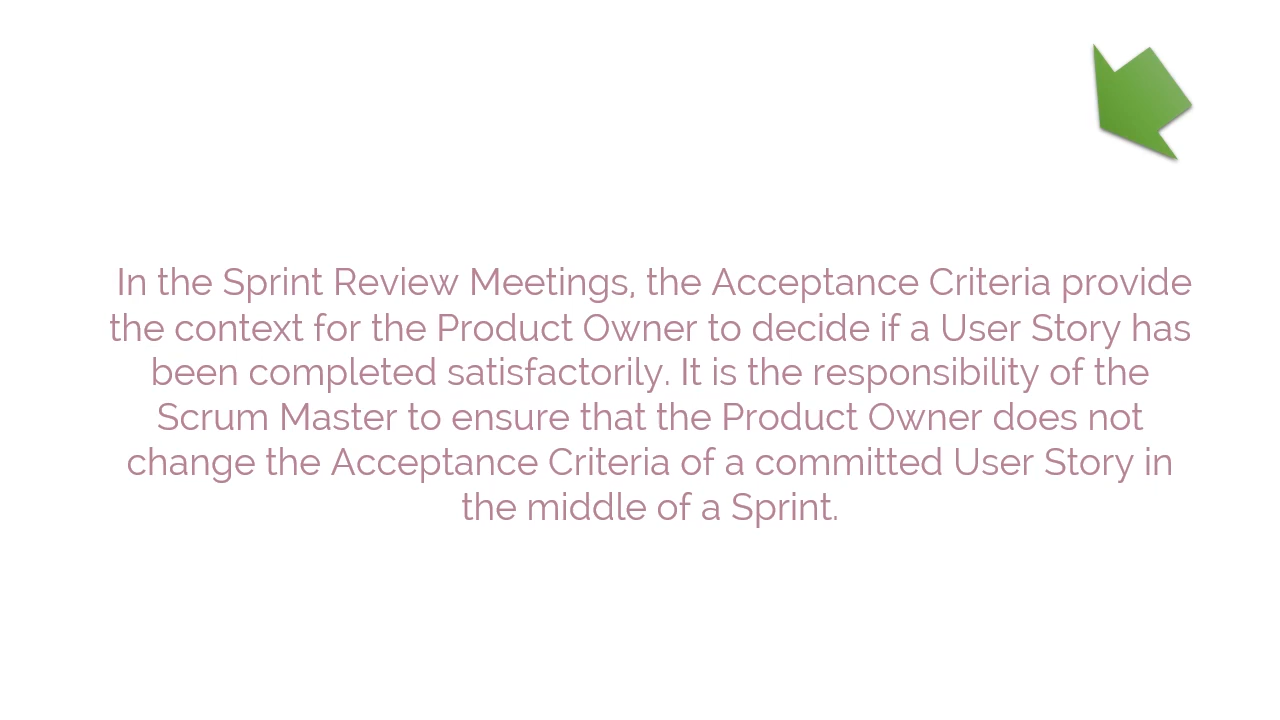 In the Sprint Review Meetings, the Acceptance Criteria provide
the context for the Product Owner to decide if a User Story has
been completed satisfactorily. It is the responsibility of the
Scrum Master to ensure that the Product Owner does not
change the Acceptance Criteria of a committed User Story in
the middle of a Sprint.